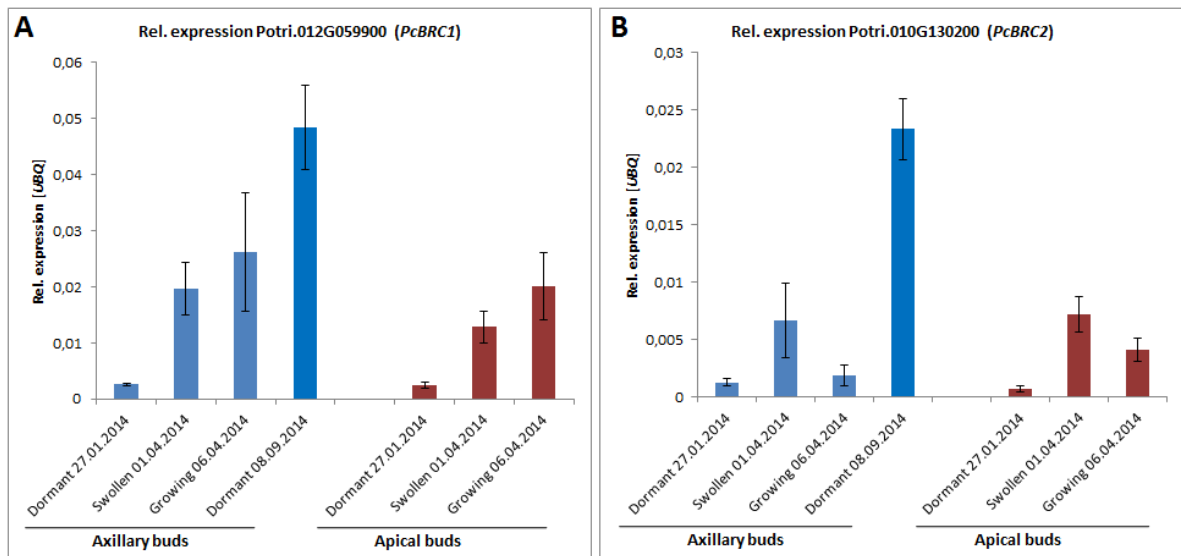 A
Rel. expression Potri.012G059900 (PcBRC1)
Rel. expression [UBQ]
0,06
0,05
0,04
0,03
0,02
0,01
0
Dormant 27.01.2014
Swollen 01.04.2014
Growing 06.04.2014
Dormant 08.09.2014
Dormant 27.01.2014
Swollen 01.04.2014
Growing 06.04.2014
Axillary buds
Apical buds
B
Rel. expression Potri.010G130200 (PcBRC2)
Rel. expression [UBQ]
0,03
0,025
0,02
0,015
0,01
0,005
0
Dormant 27.01.2014
Swollen 01.04.2014
Growing 06.04.2014
Dormant 08.09.2014
Dormant 27.01.2014
Swollen 01.04.2014
Growing 06.04.2014
Axillary buds
Apical buds